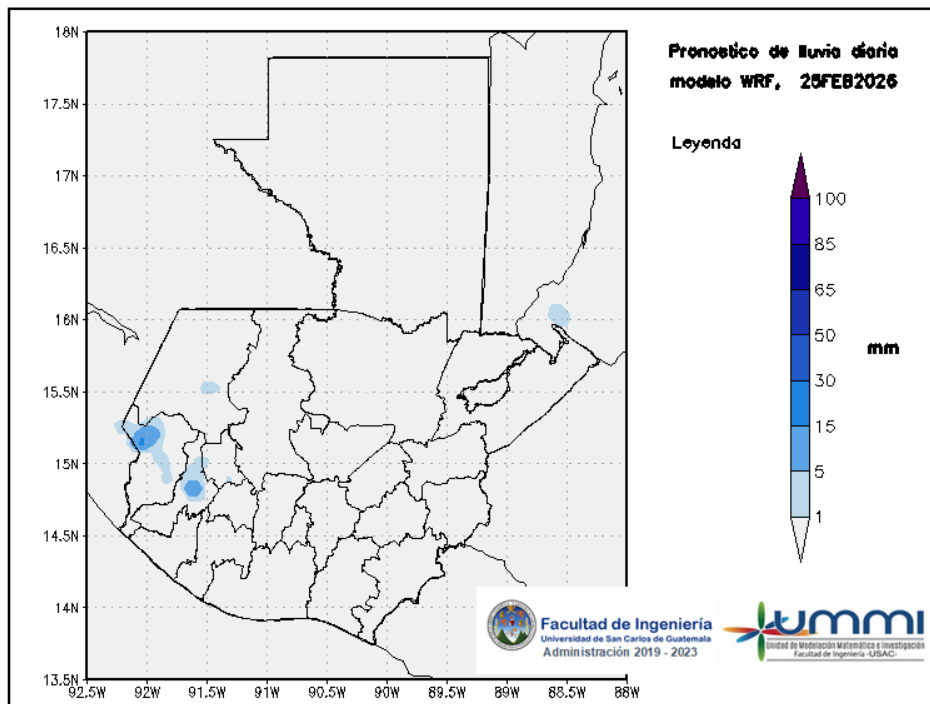 Pronostico de lluvia diaria
modelo WRF, 25FEB2026
Leyenda
100
85
65
50
30
15
5
1
mm
18N
17.5N
17N
16.5N
16N
15.5N
15N
14.5N
14N
13.5N
92.5W 92W 91.5W 91W 90.5W 90W 89.5W 89W 88.5W 88W
Facultad de Ingeniería
Universidad de San Carlos de Guatemala
Administración 2019 - 2023
ummi
Unidad de Modelación Matemática e Investigación
Facultad de Ingeniería -USAC-